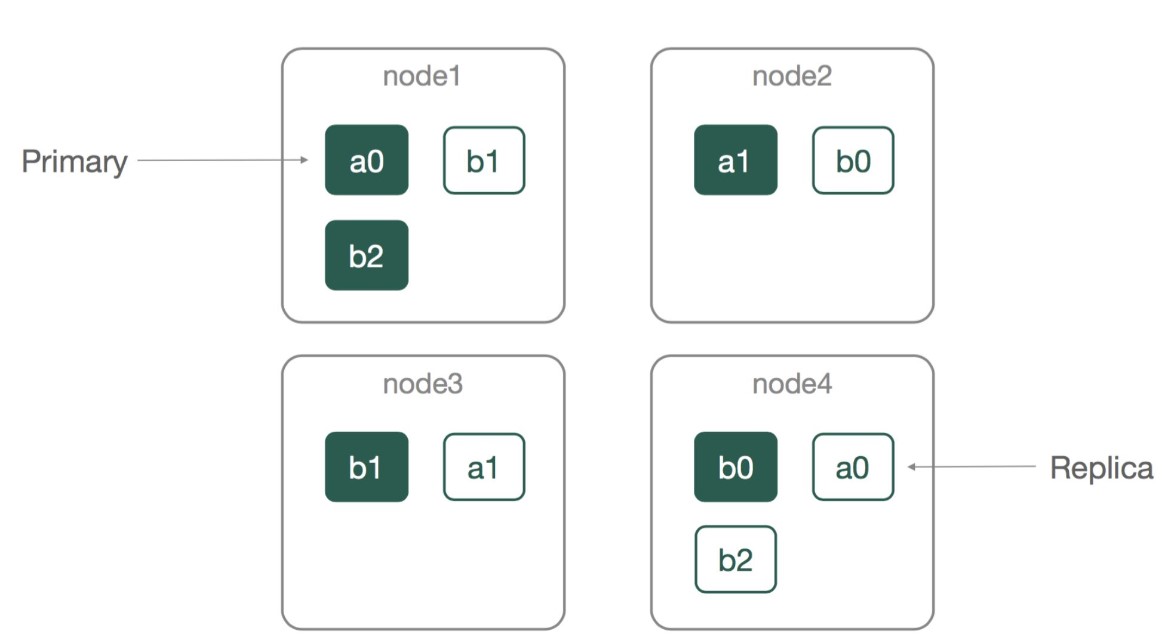 node1
node2
Primary
a0
b1
a1
b0
b2
node3
node4
b1
a1
b0
a0
Replica
b2